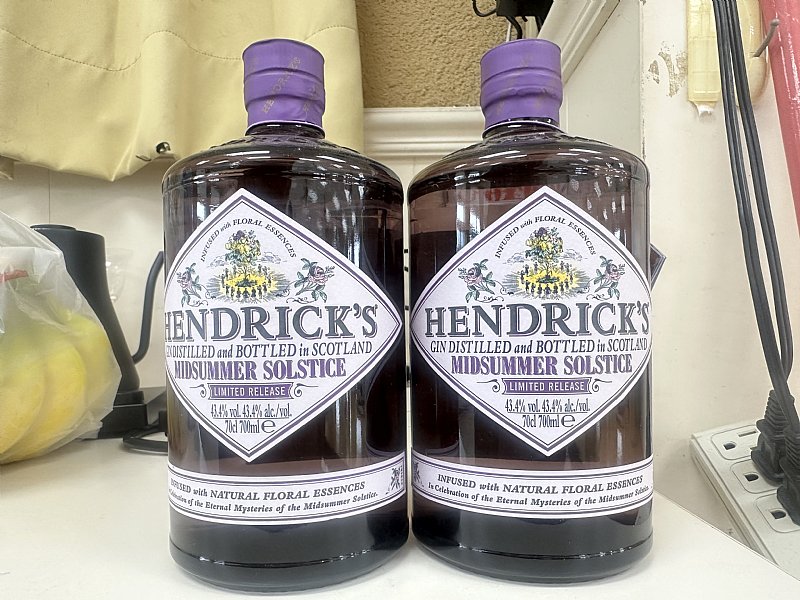 INFUSED with FLORAL ESSENCES
HENDRICK'S
GIN DISTILLED and BOTTLED in SCOTLAND
MIDSUMMER SOLSTICE
LIMITED RELEASE
43.4% vol. 43.4% alc./vol.
70cl 700ml e
INFUSED with NATURAL FLORAL ESSENCES
Celebration of the Eternal Mysteries of the Midsummer Solstice.
INFUSED with FLORAL ESSENCES
HENDRICK'S
GIN DISTILLED and BOTTLED in SCOTLAND
MIDSUMMER SOLSTICE
LIMITED RELEASE
43.4% vol. 43.4% alc./vol.
70cl 700ml e
INFUSED with NATURAL FLORAL ESSENCES
In Celebration of the Eternal Mysteries of the Midsummer Solstice.